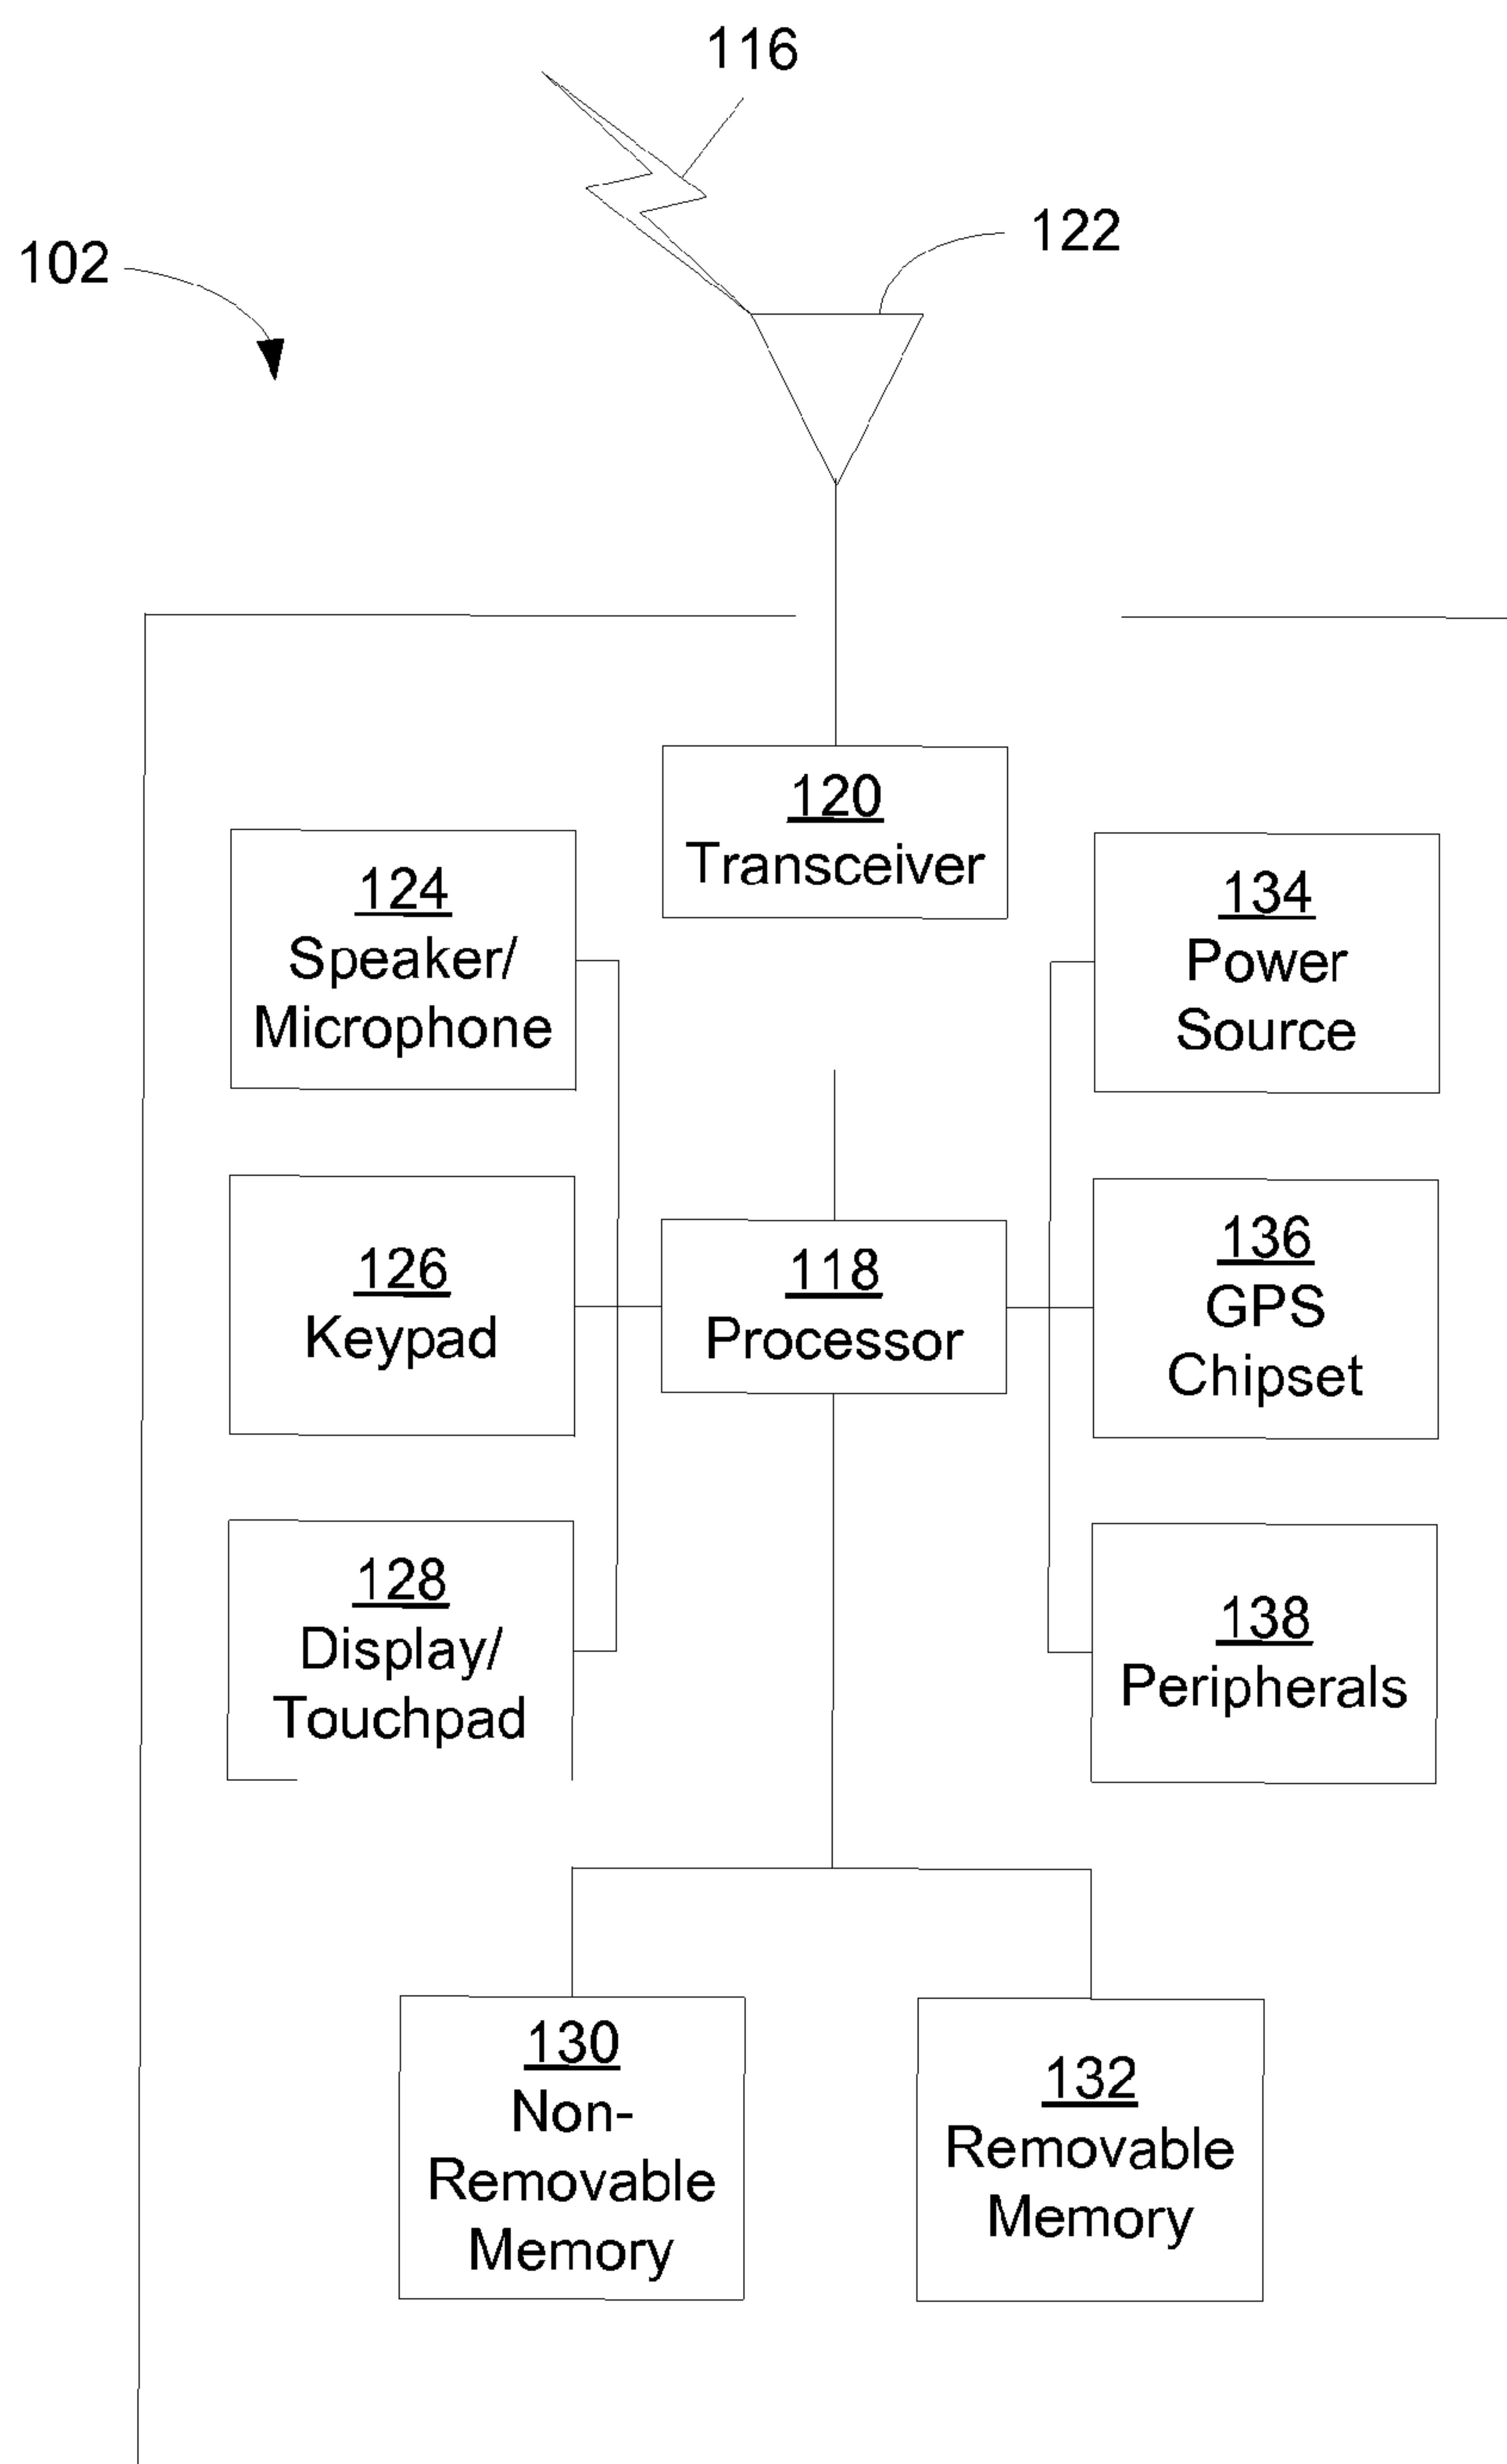 116
122
102
120
Transceiver
124
Speaker/
Microphone
134
Power
Source
126
Keypad
118
Processor
136
GPS
Chipset
128
Display/
Touchpad
138
Peripherals
130
Non-
Removable
Memory
132
Removable
Memory